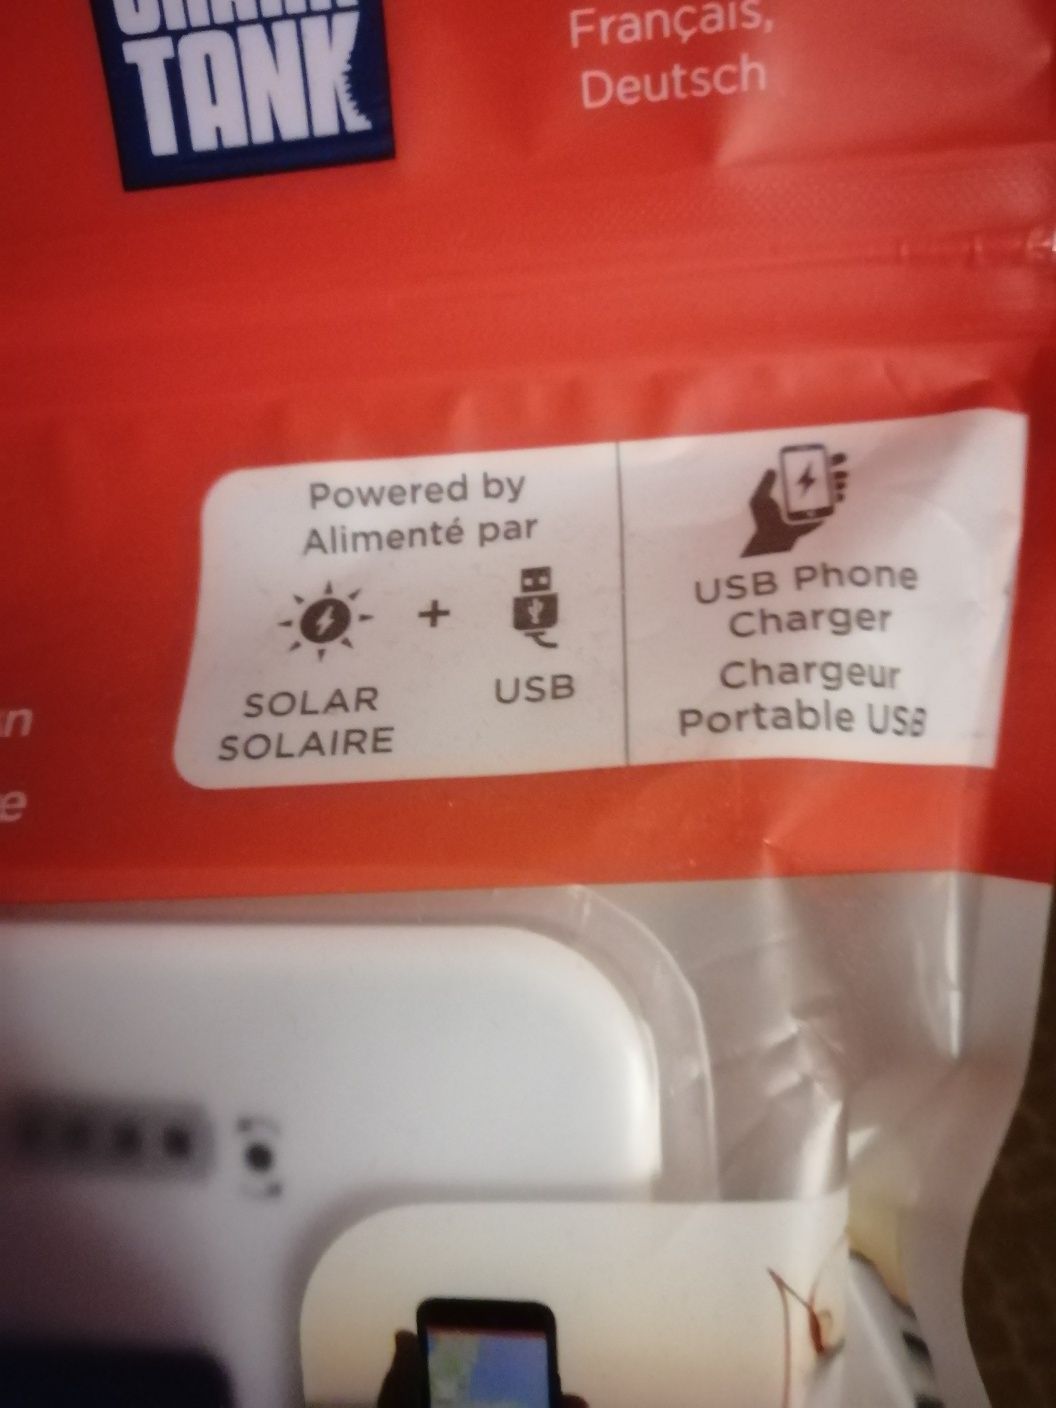 TANK
Français,
Deutsch
Powered by
Alimenté par
+
SOLAR
SOLAIRE
USB
USB Phone
Charger
Chargeur
Portable USB